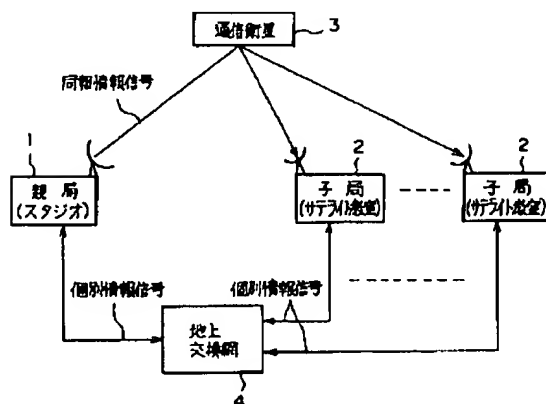 通信衛星
3
同報情報信号
1
2
2
親局
(スタジオ)
子局
(サテライト教室)
子局
(サテライト教室)
個別情報信号
個別情報信号
地上
交換網
4